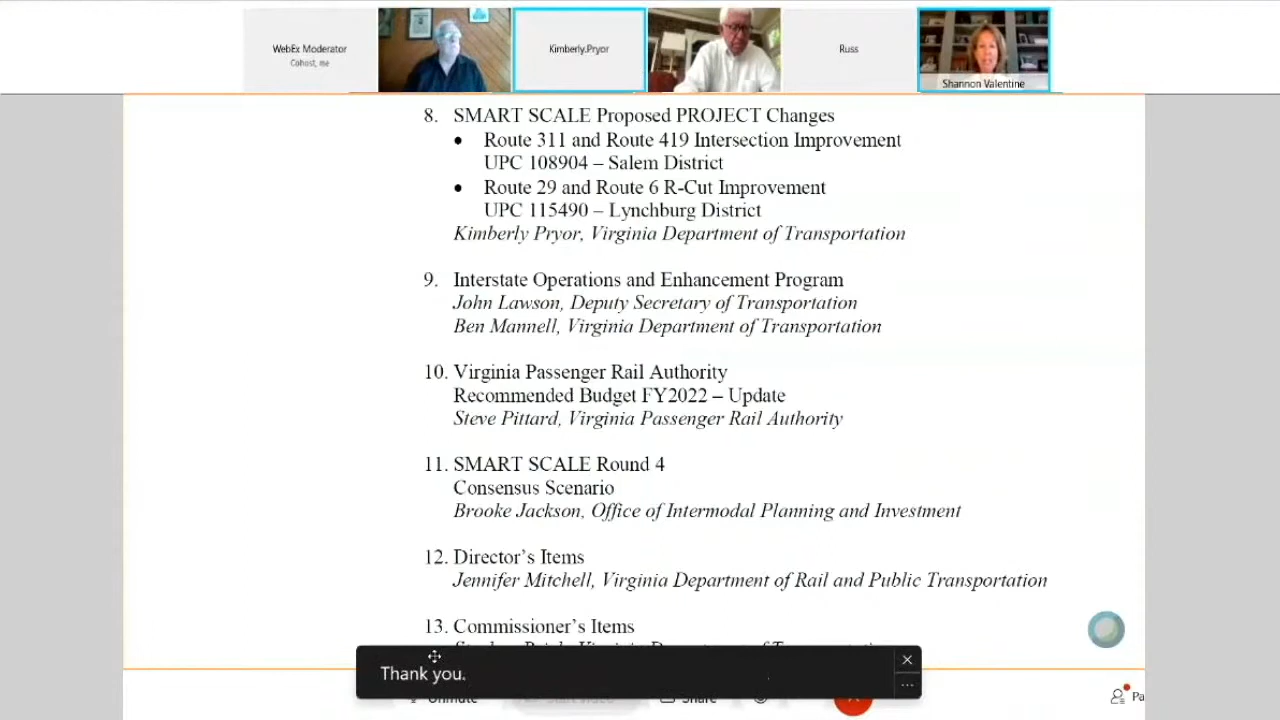 WebEx Moderator
Cohost, me
Kimberly.Pryor
Russ
Shannon Valentine
8. SMART SCALE Proposed PROJECT Changes
• Route 311 and Route 419 Intersection Improvement
UPC 108904 – Salem District
• Route 29 and Route 6 R-Cut Improvement
UPC 115490 – Lynchburg District
Kimberly Pryor, Virginia Department of Transportation
9. Interstate Operations and Enhancement Program
John Lawson, Deputy Secretary of Transportation
Ben Mannell, Virginia Department of Transportation
10. Virginia Passenger Rail Authority
Recommended Budget FY2022 – Update
Steve Pittard, Virginia Passenger Rail Authority
11. SMART SCALE Round 4
Consensus Scenario
Brooke Jackson, Office of Intermodal Planning and Investment
12. Director's Items
Jennifer Mitchell, Virginia Department of Rail and Public Transportation
13. Commissioner's Items
Thank you.
Unmute
Share
Pa